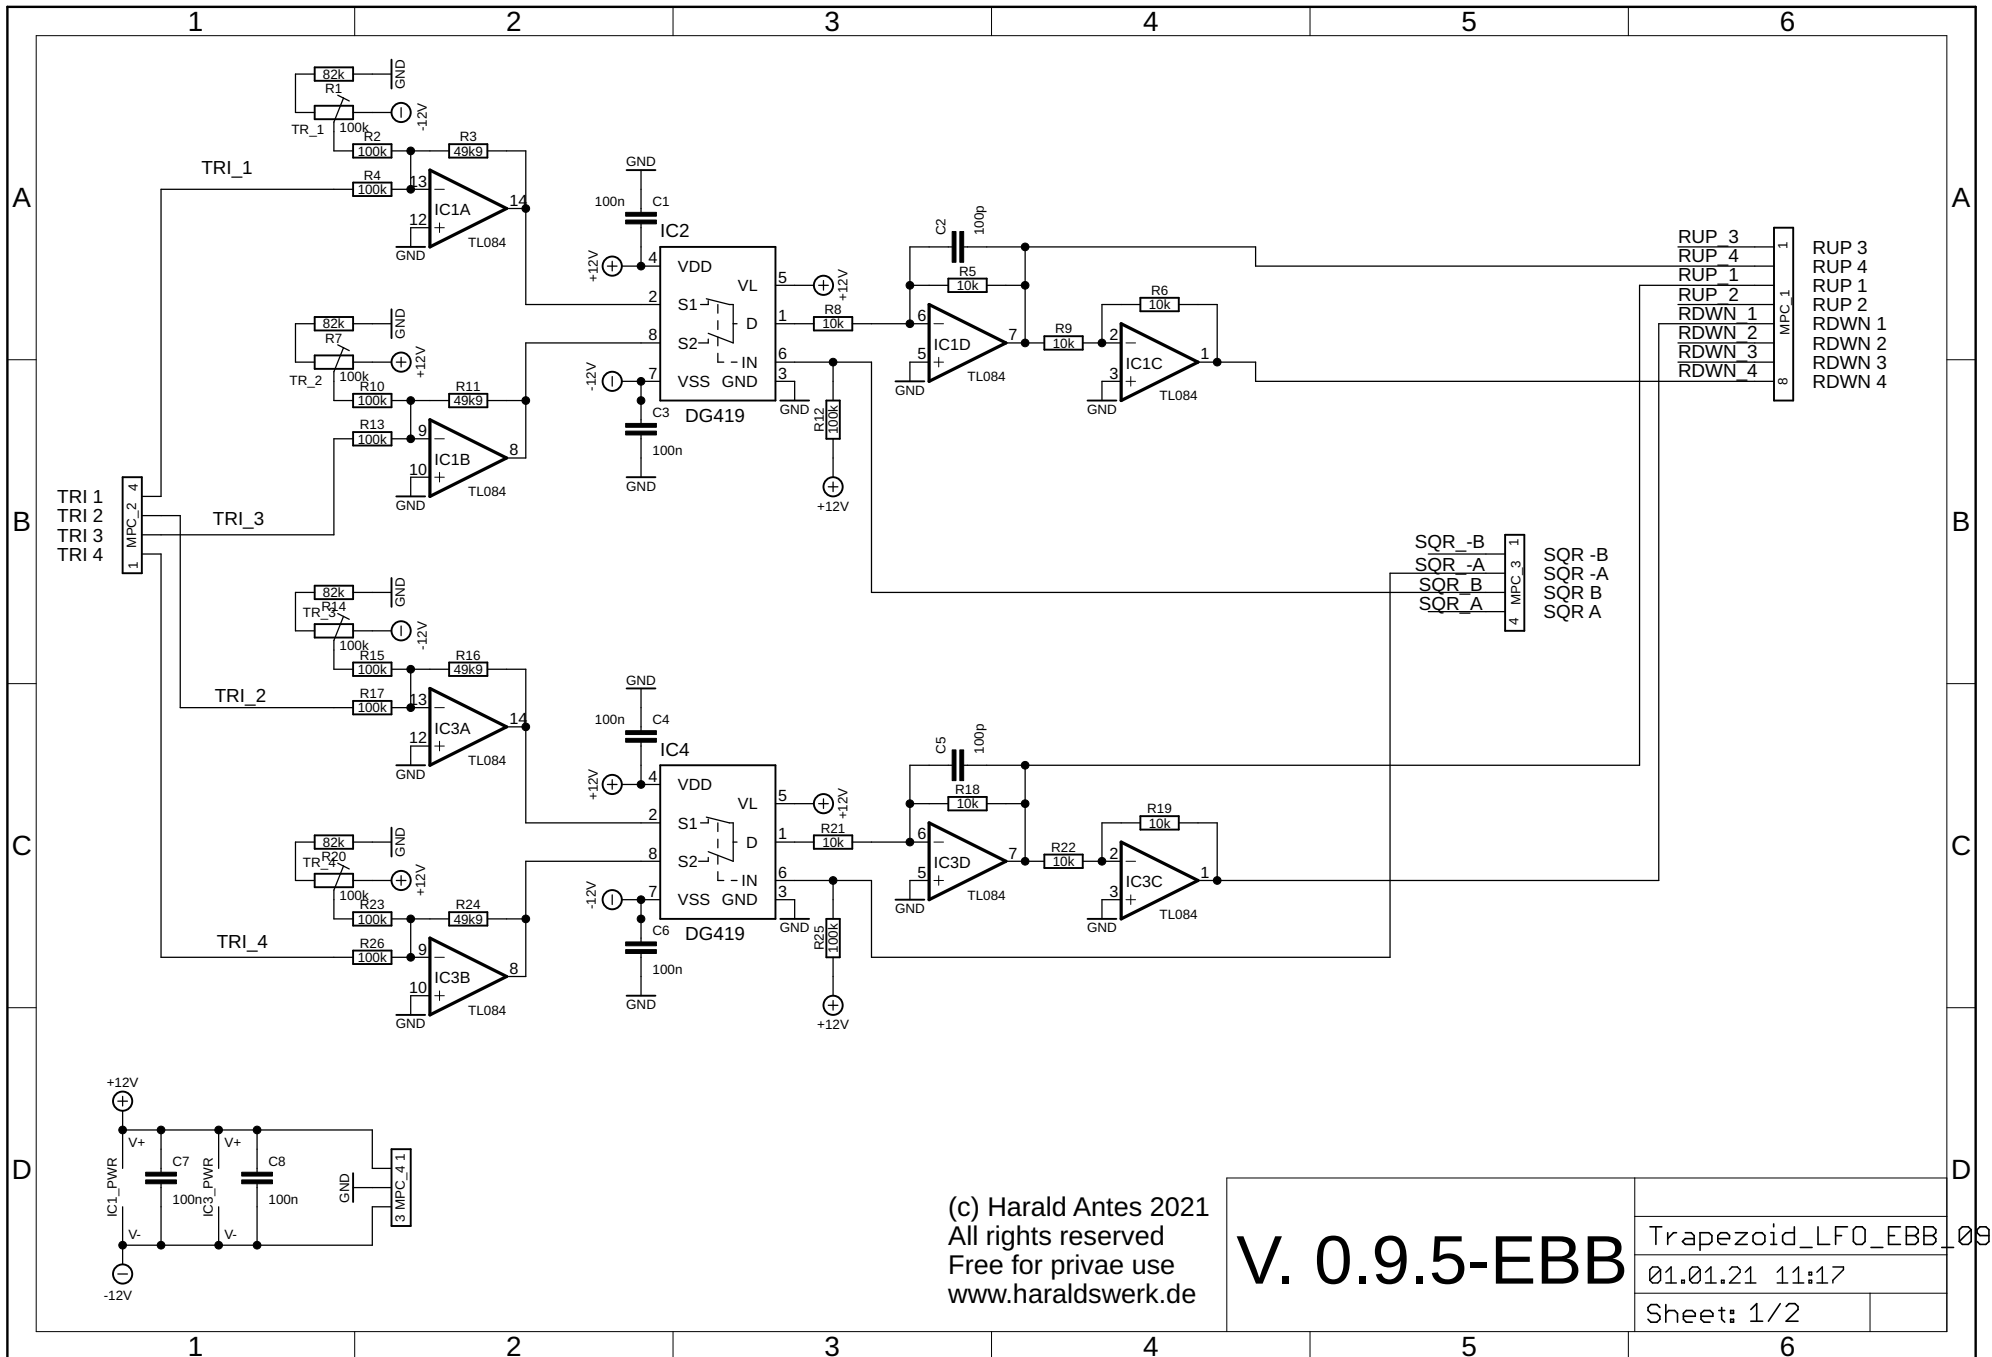 1 2 3 4 5 6
A A
B B
C C
D D
82k
R1
GND
TR_1
100k
-12V
R2
100k
R3
49k9
TRI_1
R4
100k
13
12
IC1A
14
TL084
GND
82k
R7
GND
TR_2
100k
+12V
R10
100k
R11
49k9
R13
100k
9
10
IC1B
8
TL084
GND
TRI 1
TRI 2
TRI 3
TRI 4
4
MPC_2
1
TRI_3
82k
R14
GND
TR_3
100k
-12V
R15
100k
R16
49k9
TRI_2
R17
100k
13
12
IC3A
14
TL084
GND
82k
R20
GND
TR_4
100k
+12V
R23
100k
R24
49k9
TRI_4
R26
100k
9
10
IC3B
8
TL084
GND
GND
100n
C1
IC2
+12V
4
VDD
VL
5
+12V
2
S1
D
1
8
S2
IN
6
-12V
7
VSS
GND
3
GND
DG419
C3
100n
GND
R8
10k
R12
100k
+12V
C2
100p
R5
10k
6
5
IC1D
7
TL084
GND
R9
10k
R6
10k
2
3
IC1C
1
TL084
GND
RUP_3
RUP_4
RUP_1
RUP_2
RDWN_1
RDWN_2
RDWN_3
RDWN_4
1
MPC_1
8
RUP 3
RUP 4
RUP 1
RUP 2
RDWN 1
RDWN 2
RDWN 3
RDWN 4
SQR_-B
SQR_-A
SQR_B
SQR_A
1
MPC_3
4
SQR -B
SQR -A
SQR B
SQR A
GND
100n
C4
IC4
+12V
4
VDD
VL
5
+12V
2
S1
D
1
8
S2
IN
6
-12V
7
VSS
GND
3
GND
DG419
C6
100n
GND
R21
10k
R25
100k
+12V
C5
100p
R18
10k
6
5
IC3D
7
TL084
GND
R22
10k
R19
10k
2
3
IC3C
1
TL084
GND
+12V
V+
V+
IC1_PWR
C7
100n
IC3_PWR
C8
100n
GND
1
MPC_4
3
V-
V-
-12V
(c) Harald Antes 2021
All rights reserved
Free for privae use
www.haraldswerk.de
V. 0.9.5-EBB
Trapezoid_LFO_EBB_09
01.01.21 11:17
Sheet: 1/2
1 2 3 4 5 6